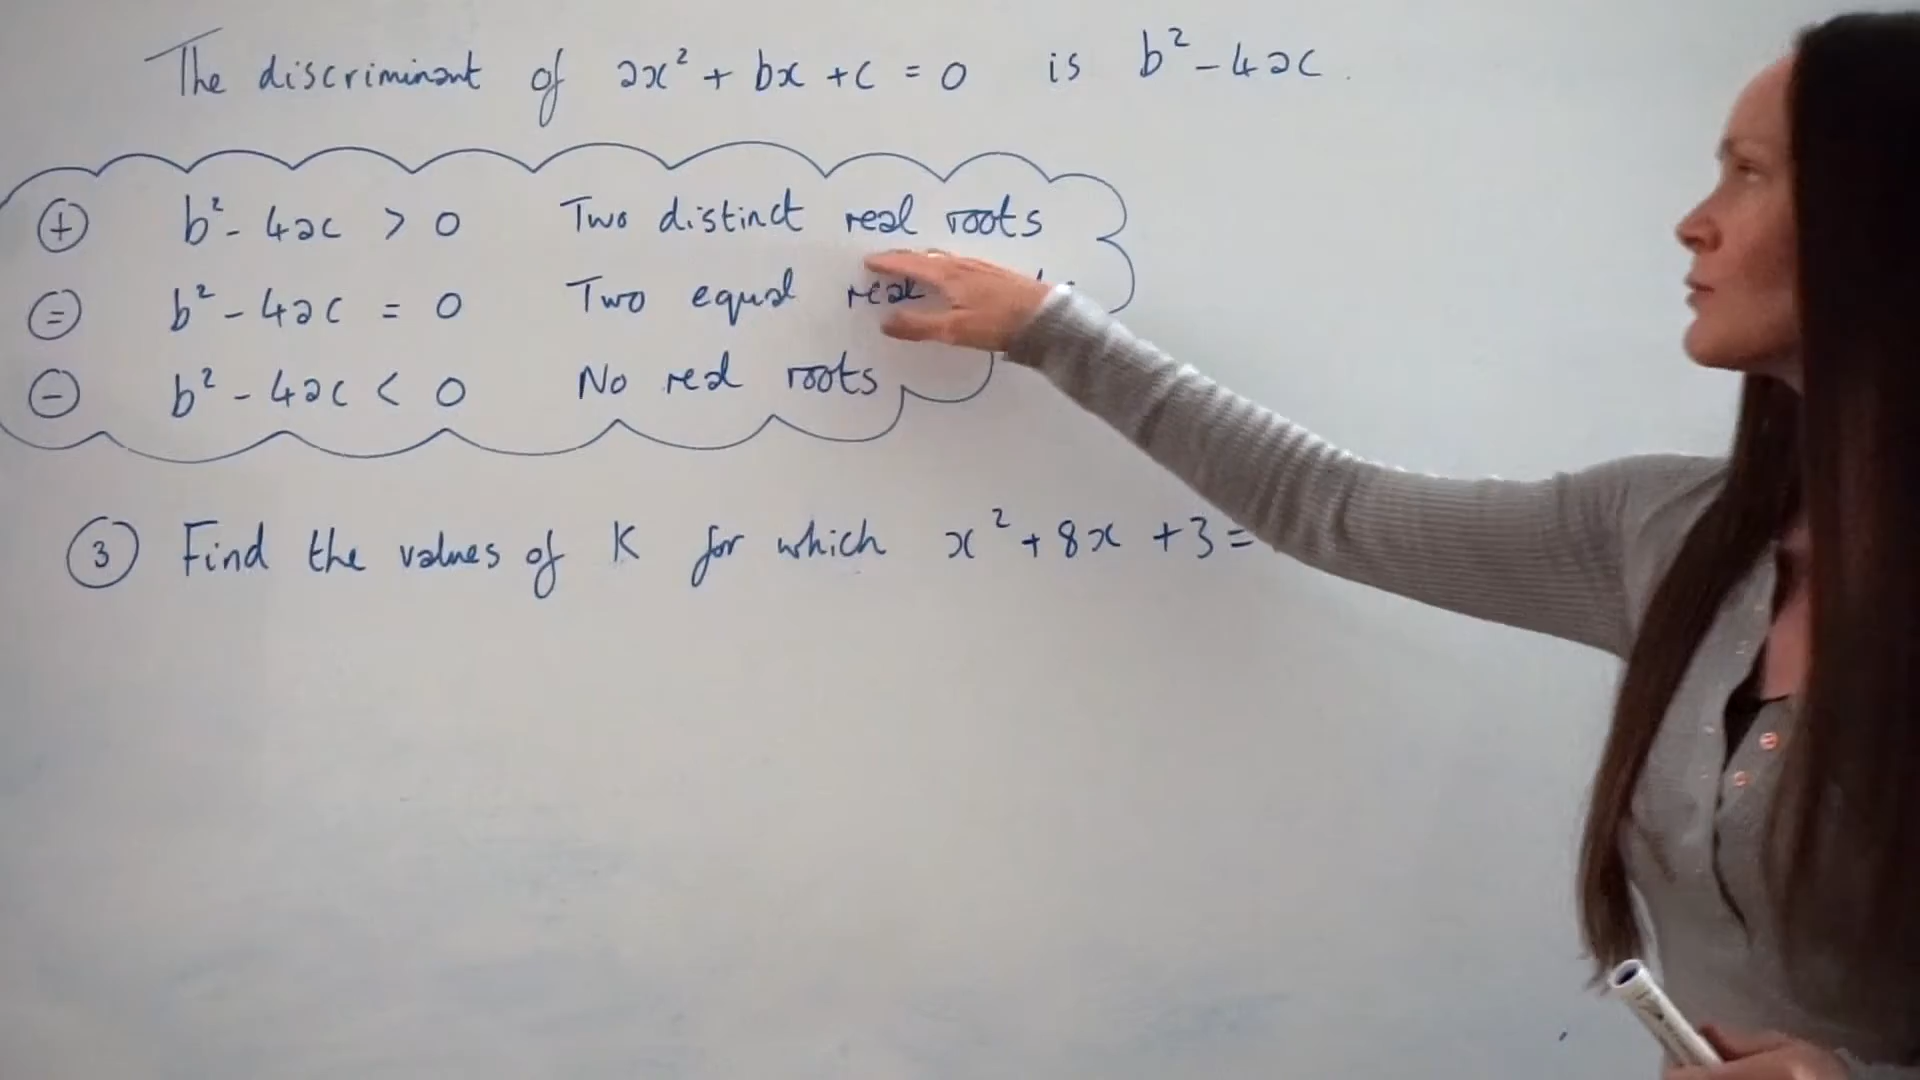 The discriminant of ax² + bx + c = 0 is b² - 4ac.
+ b² - 4ac > 0 Two distinct real roots
= b² - 4ac = 0 Two equal real
- b² - 4ac < 0 No real roots
3 Find the values of K for which x² + 8x + 3 =